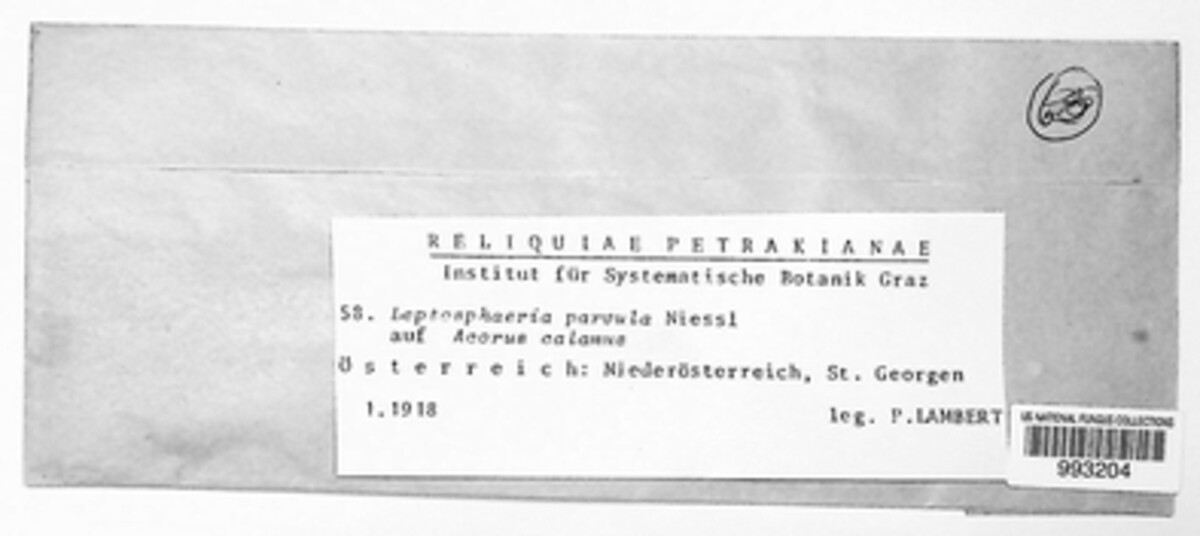 RELIQUIAE PETRAKIANAE
Institut für Systematische Botanik Graz
58. Leptosphaeria parvula Niessl
auf Acorus calamus
Österreich: Niederösterreich, St. Georgen
1.1918
leg. P.LAMBERT
US NATIONAL FUNGUS COLLECTIONS
993204